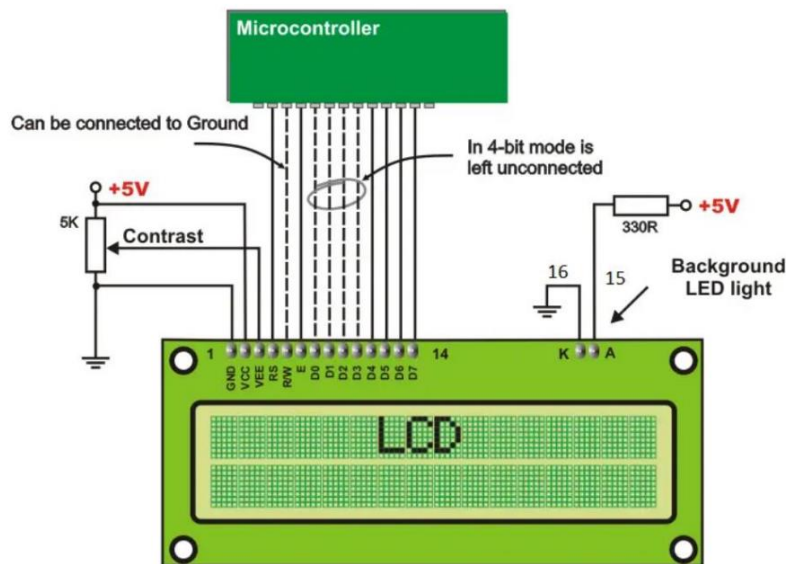 Microcontroller
Can be connected to Ground
In 4-bit mode is
left unconnected
+5V
5K
Contrast
+5V
330R
16
15
Background
LED light
1
14
K
A
GND
VCC
VEE
RS
R/W
E
D0
D1
D2
D3
D4
D5
D6
D7
LCD